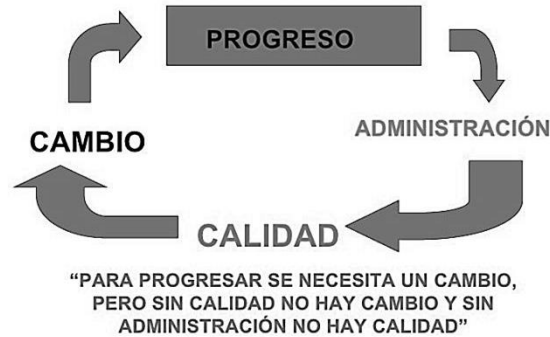 PROGRESO
ADMINISTRACIÓN
CAMBIO
CALIDAD
“PARA PROGRESAR SE NECESITA UN CAMBIO,
PERO SIN CALIDAD NO HAY CAMBIO Y SIN
ADMINISTRACIÓN NO HAY CALIDAD”